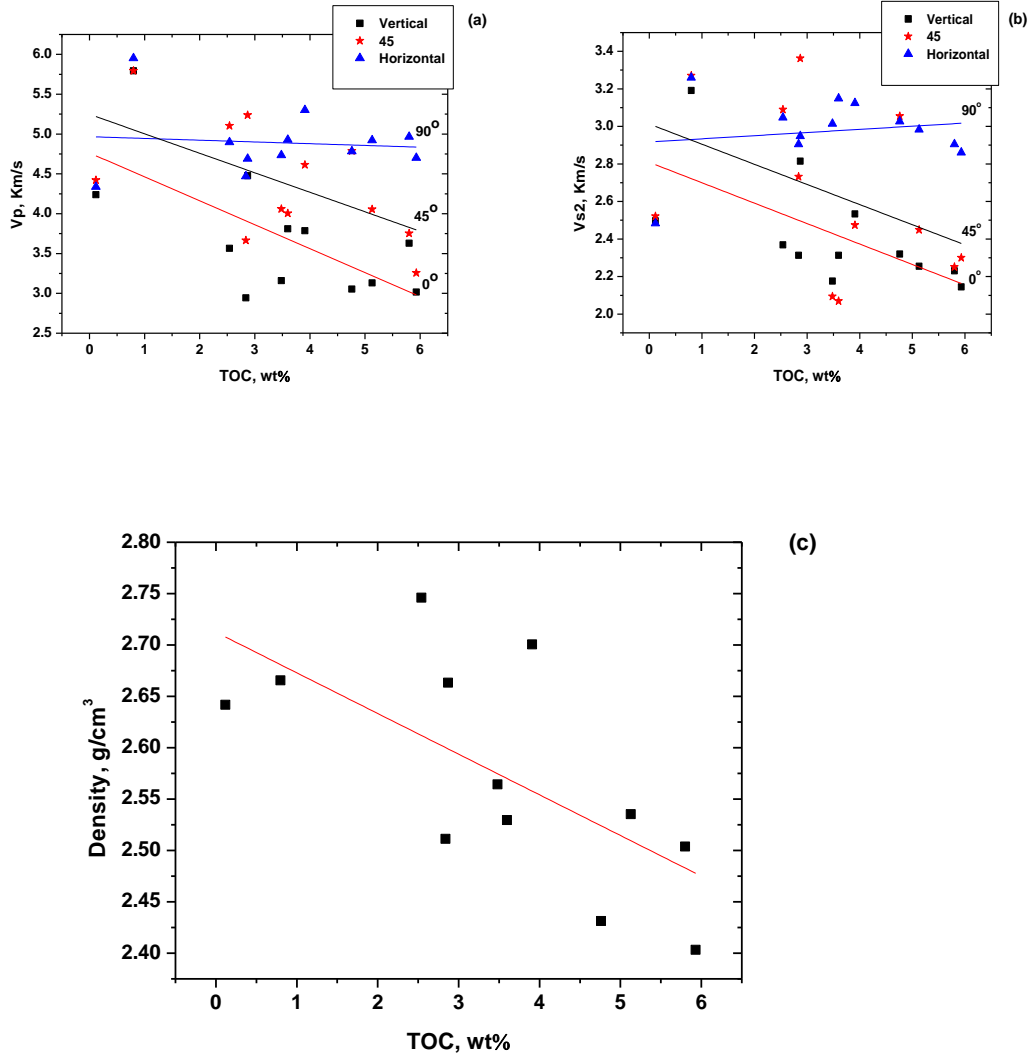 (a)
Vertical
45
Horizontal
6.0
5.5
5.0
4.5
4.0
3.5
3.0
2.5
Vp, Km/s
90°
45°
0°
0 1 2 3 4 5 6
TOC, wt%
(b)
Vertical
45
Horizontal
3.4
3.2
3.0
2.8
2.6
2.4
2.2
2.0
Vs2, Km/s
90°
45°
0°
0 1 2 3 4 5 6
TOC, wt%
(c)
2.80
2.75
2.70
2.65
2.60
2.55
2.50
2.45
2.40
Density, g/cm³
0 1 2 3 4 5 6
TOC, wt%